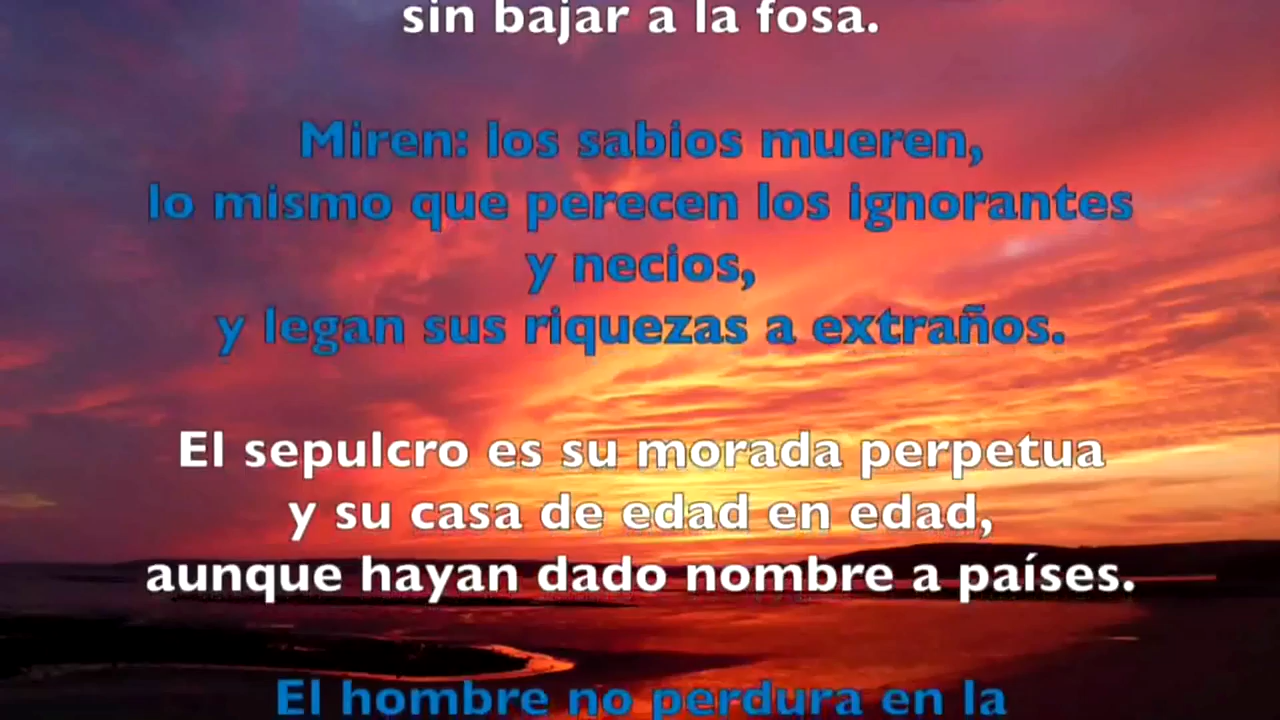 sin bajar a la fosa.
Miren: los sabios mueren,
lo mismo que perecen los ignorantes
y necios,
y legan sus riquezas a extraños.
El sepulcro es su morada perpetua
y su casa de edad en edad,
aunque hayan dado nombre a países.
El hombre no perdura en la